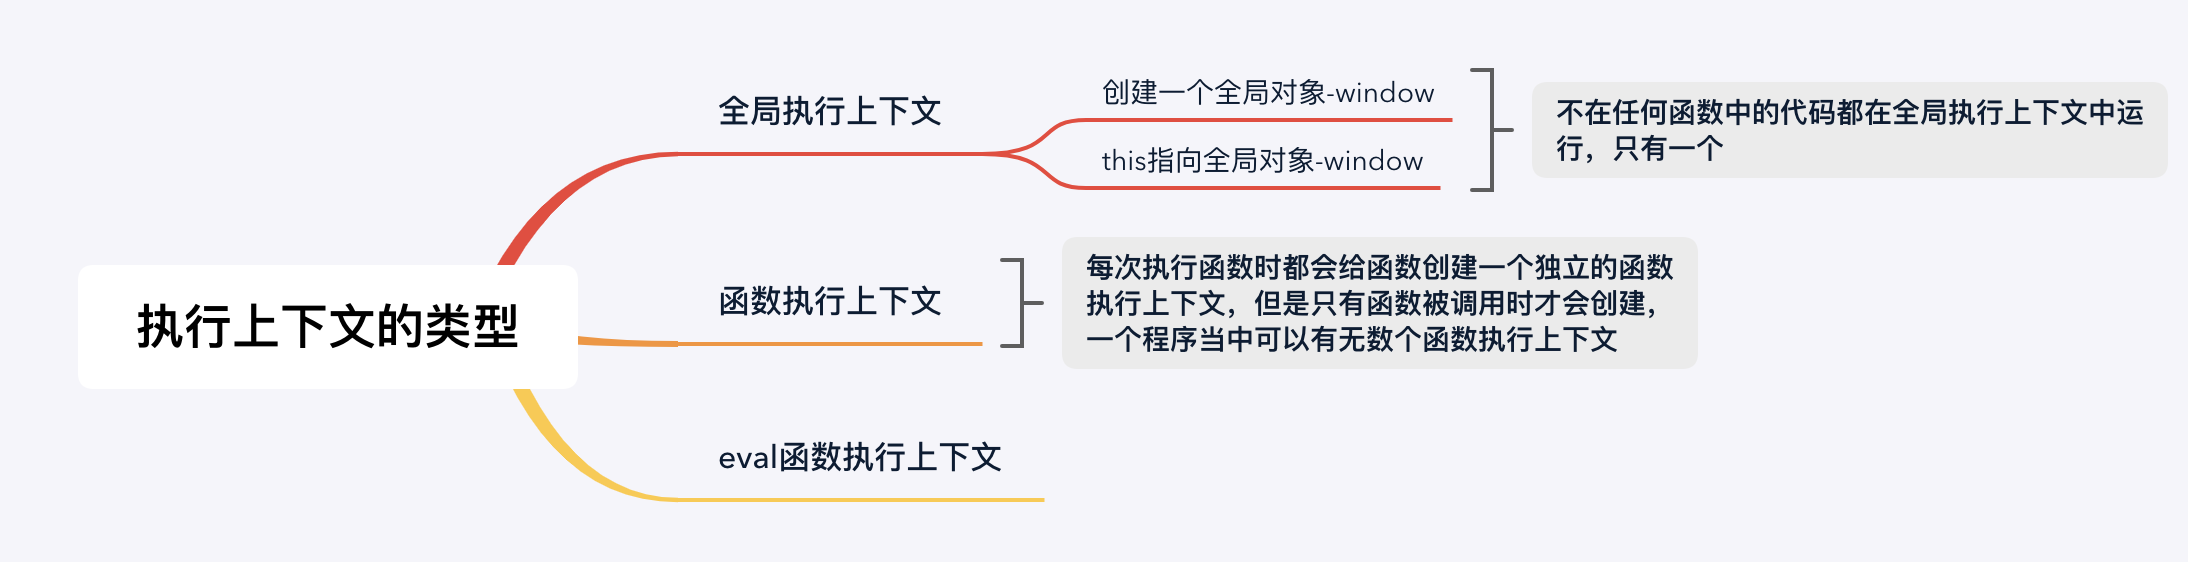 执行上下文的类型
全局执行上下文
创建一个全局对象-window
this指向全局对象-window
不在任何函数中的代码都在全局执行上下文中运
行，只有一个
函数执行上下文
每次执行函数时都会给函数创建一个独立的函数
执行上下文，但是只有函数被调用时才会创建，
一个程序当中可以有无数个函数执行上下文
eval函数执行上下文